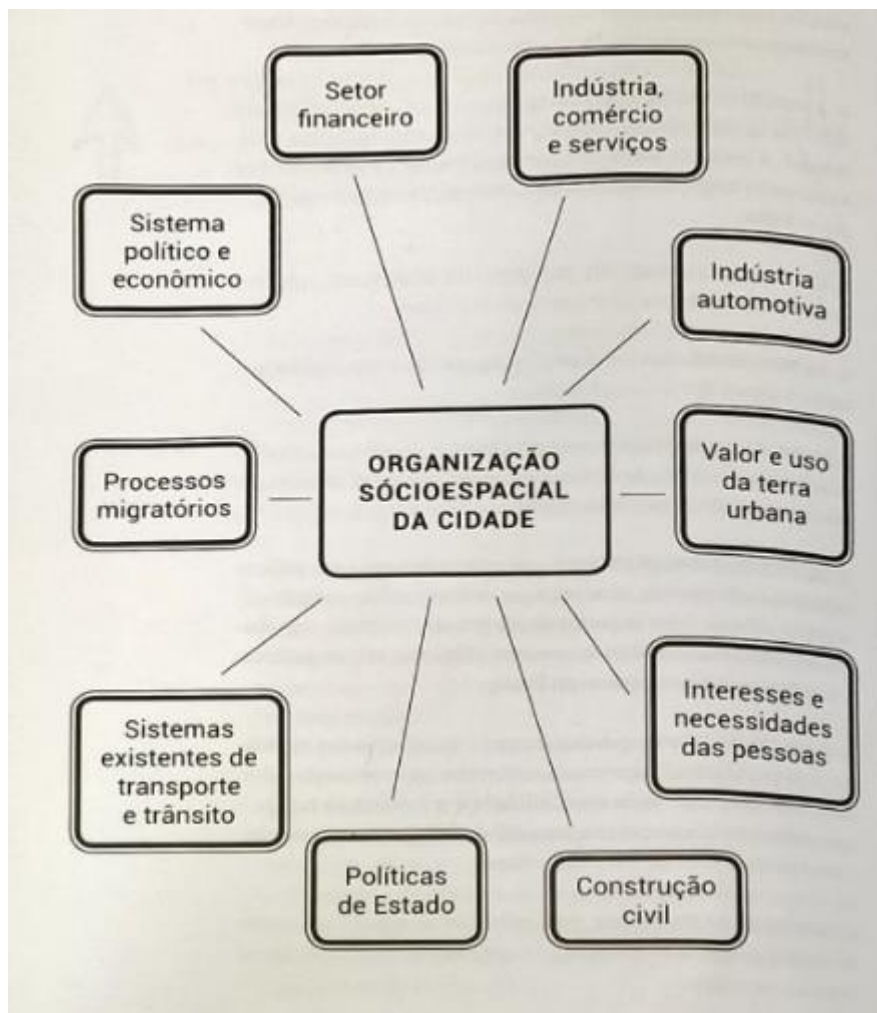 Setor
financeiro
Indústria,
comércio
e serviços
Sistema
político e
econômico
Indústria
automotiva
ORGANIZAÇÃO
SÓCIOESPACIAL
DA CIDADE
Processos
migratórios
Valor e uso
da terra
urbana
Sistemas
existentes de
transporte
e trânsito
Interesses e
necessidades
das pessoas
Políticas
de Estado
Construção
civil